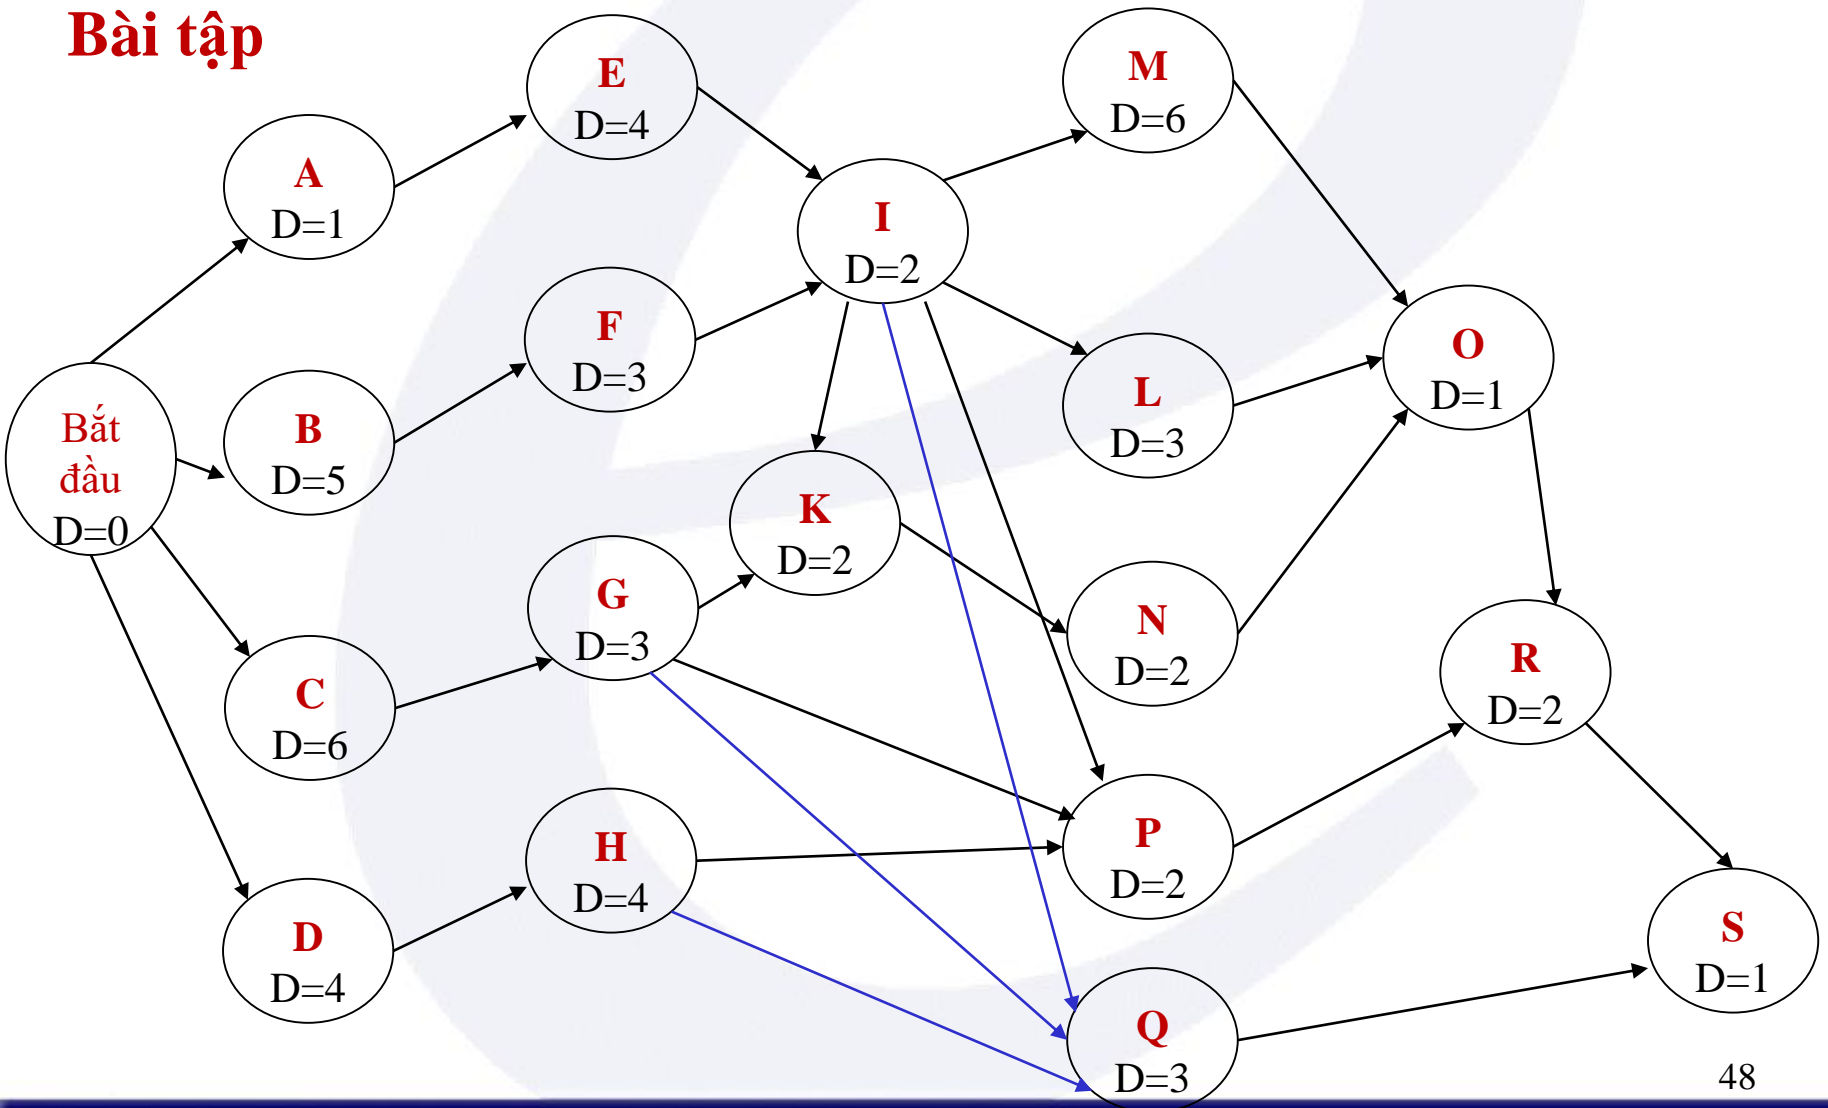 Bài tập
E
D=4
M
D=6
A
D=1
I
D=2
F
D=3
O
D=1
L
D=3
Bắt
đầu
D=0
B
D=5
K
D=2
G
D=3
N
D=2
R
D=2
C
D=6
H
D=4
P
D=2
D
D=4
S
D=1
Q
D=3
48